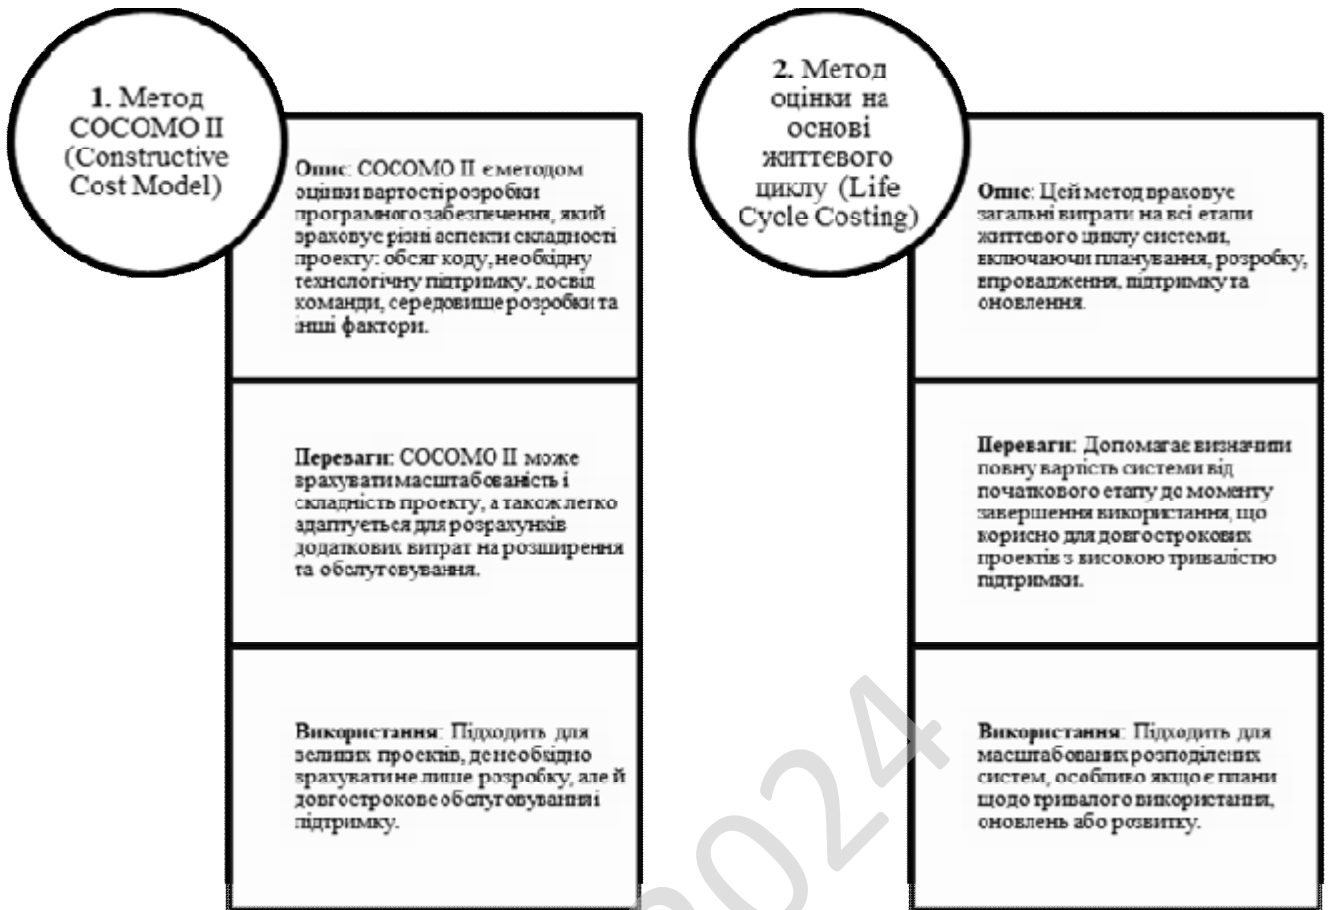 1. Метод
COCOMO II
(Constructive
Cost Model)
Опис: COCOMO II є методом
оцінки вартості розробки
програмного забезпечення, який
враховує різні аспекти складності
проекту: обсяг коду, необхідну
технологічну підтримку, досвід
команди, середовище розробки та
інші фактори.
Переваги: COCOMO II може
врахувати масштабованість і
складність проекту, а також легко
адаптується для розрахунків
додаткових витрат на розширення
та обслуговування.
Використання: Підходить для
великих проектів, де необхідно
врахувати не лише розробку, але й
довгострокове обслуговування і
підтримку.
2. Метод
оцінки на
основі
життєвого
циклу (Life
Cycle Costing)
Опис: Цей метод враховує
загальні витрати на всі етапи
життєвого циклу системи,
включаючи планування, розробку,
впровадження, підтримку та
оновлення.
Переваги: Допомагає визначити
повну вартість системи від
початкового етапу до моменту
завершення використання, що
корисно для довгострокових
проектів з високою тривалістю
підтримки.
Використання: Підходить для
масштабованих розподілених
систем, особливо якщо є плани
щодо тривалого використання,
оновлень або розвитку.
2024